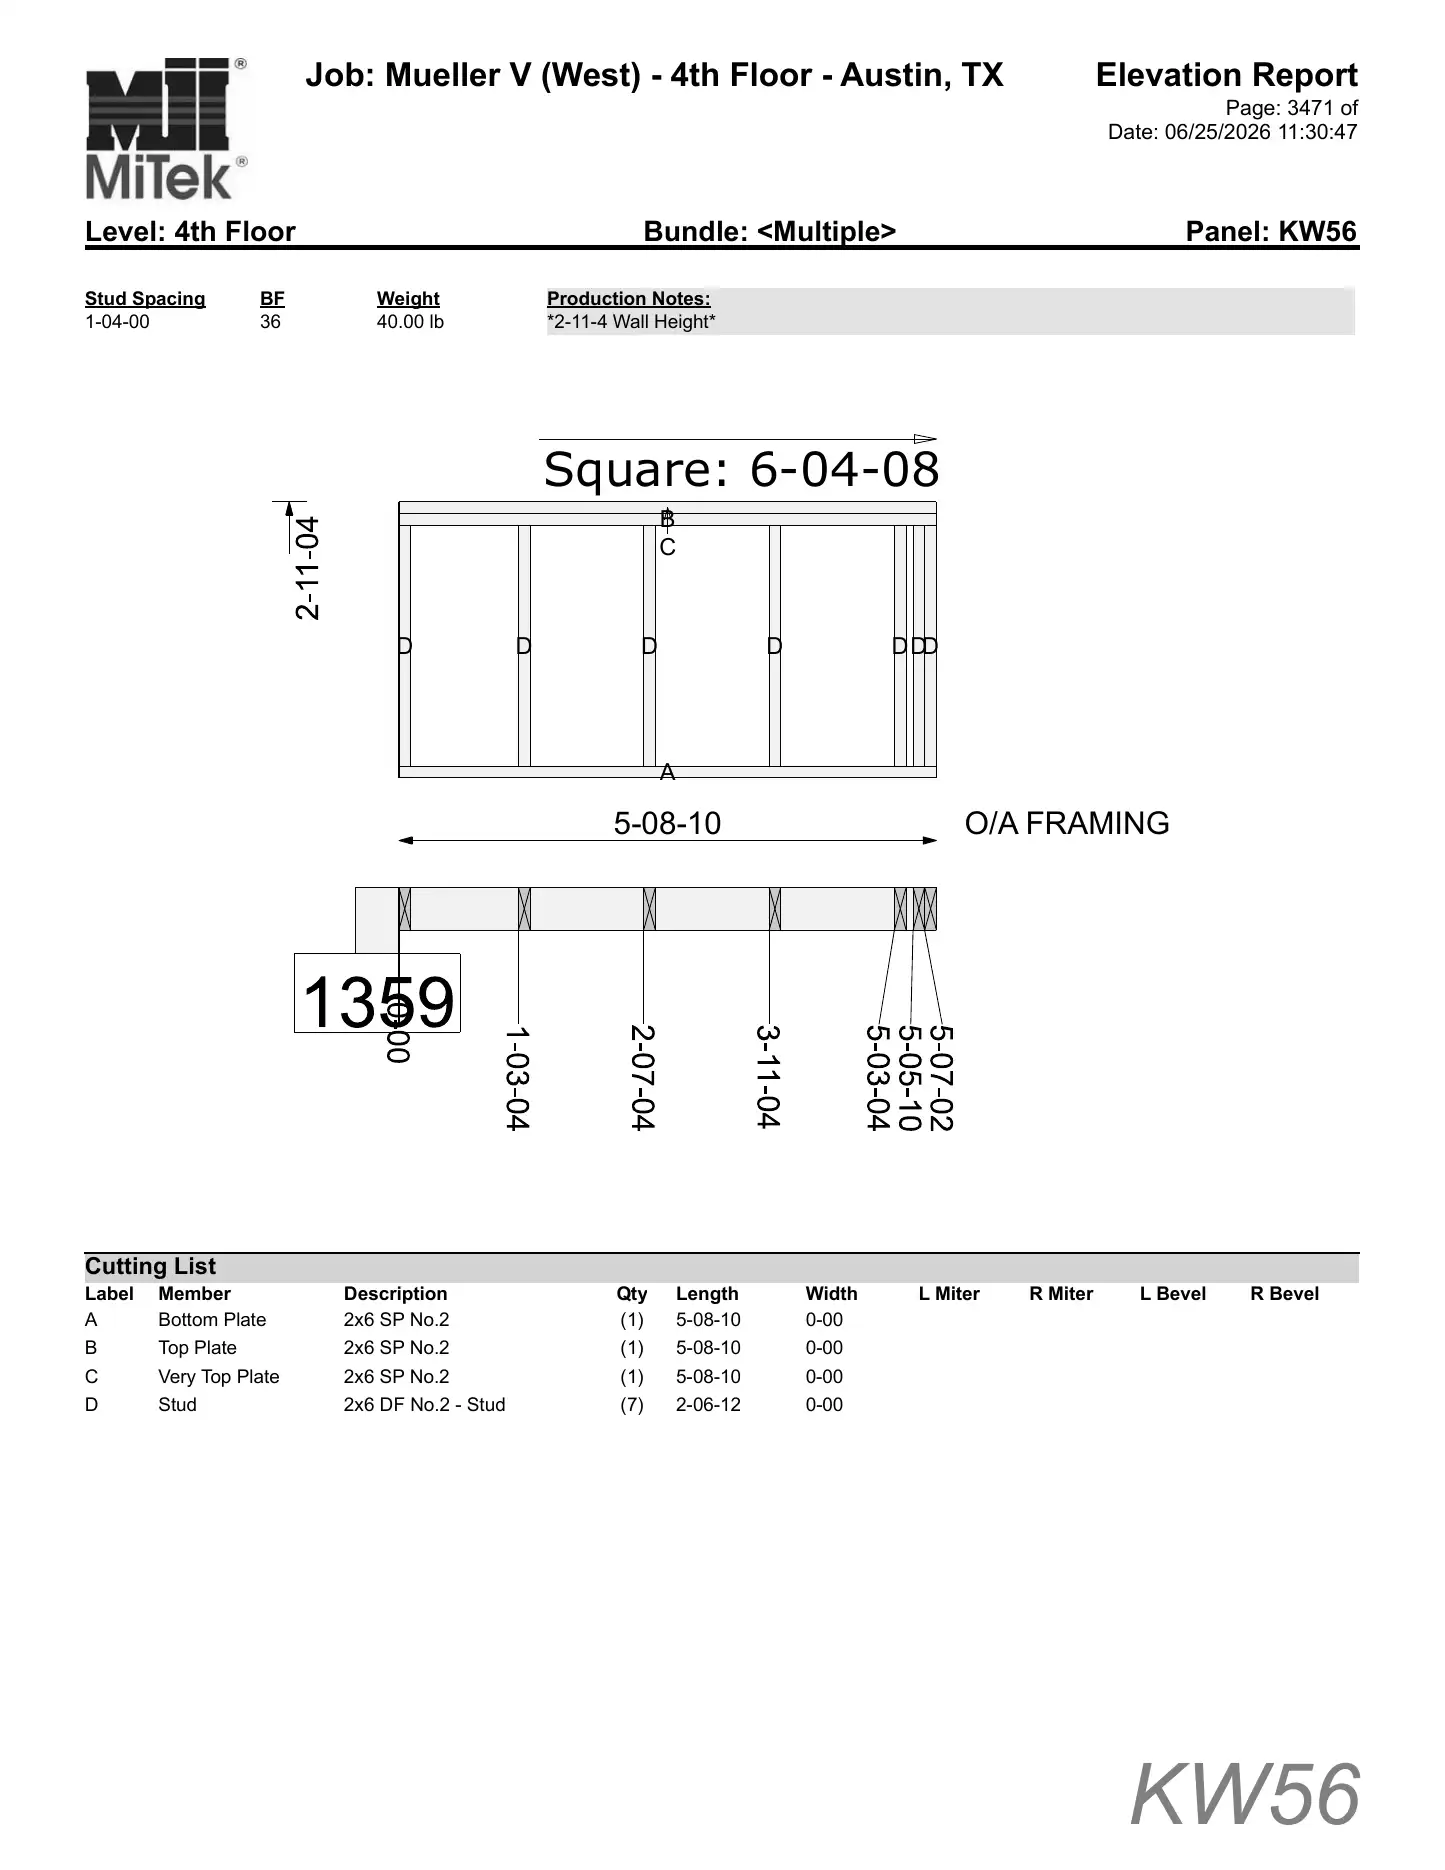 Job: Mueller V (West) - 4th Floor - Austin, TX
Elevation Report
Page: 3471 of
Date: 06/25/2026 11:30:47
®
MiTek®
Level: 4th Floor Bundle: <Multiple> Panel: KW56
Stud Spacing BF Weight Production Notes:
1-04-00 36 40.00 lb *2-11-4 Wall Height*
Square: 6-04-08
2-11-04
B
C
D D D D D D D
A
5-08-10 O/A FRAMING
1359
0-00 1-03-04 2-07-04 3-11-04 5-03-04 5-05-10 5-07-02
Cutting List
Label Member Description Qty Length Width L Miter R Miter L Bevel R Bevel
A Bottom Plate 2x6 SP No.2 (1) 5-08-10 0-00
B Top Plate 2x6 SP No.2 (1) 5-08-10 0-00
C Very Top Plate 2x6 SP No.2 (1) 5-08-10 0-00
D Stud 2x6 DF No.2 - Stud (7) 2-06-12 0-00
KW56